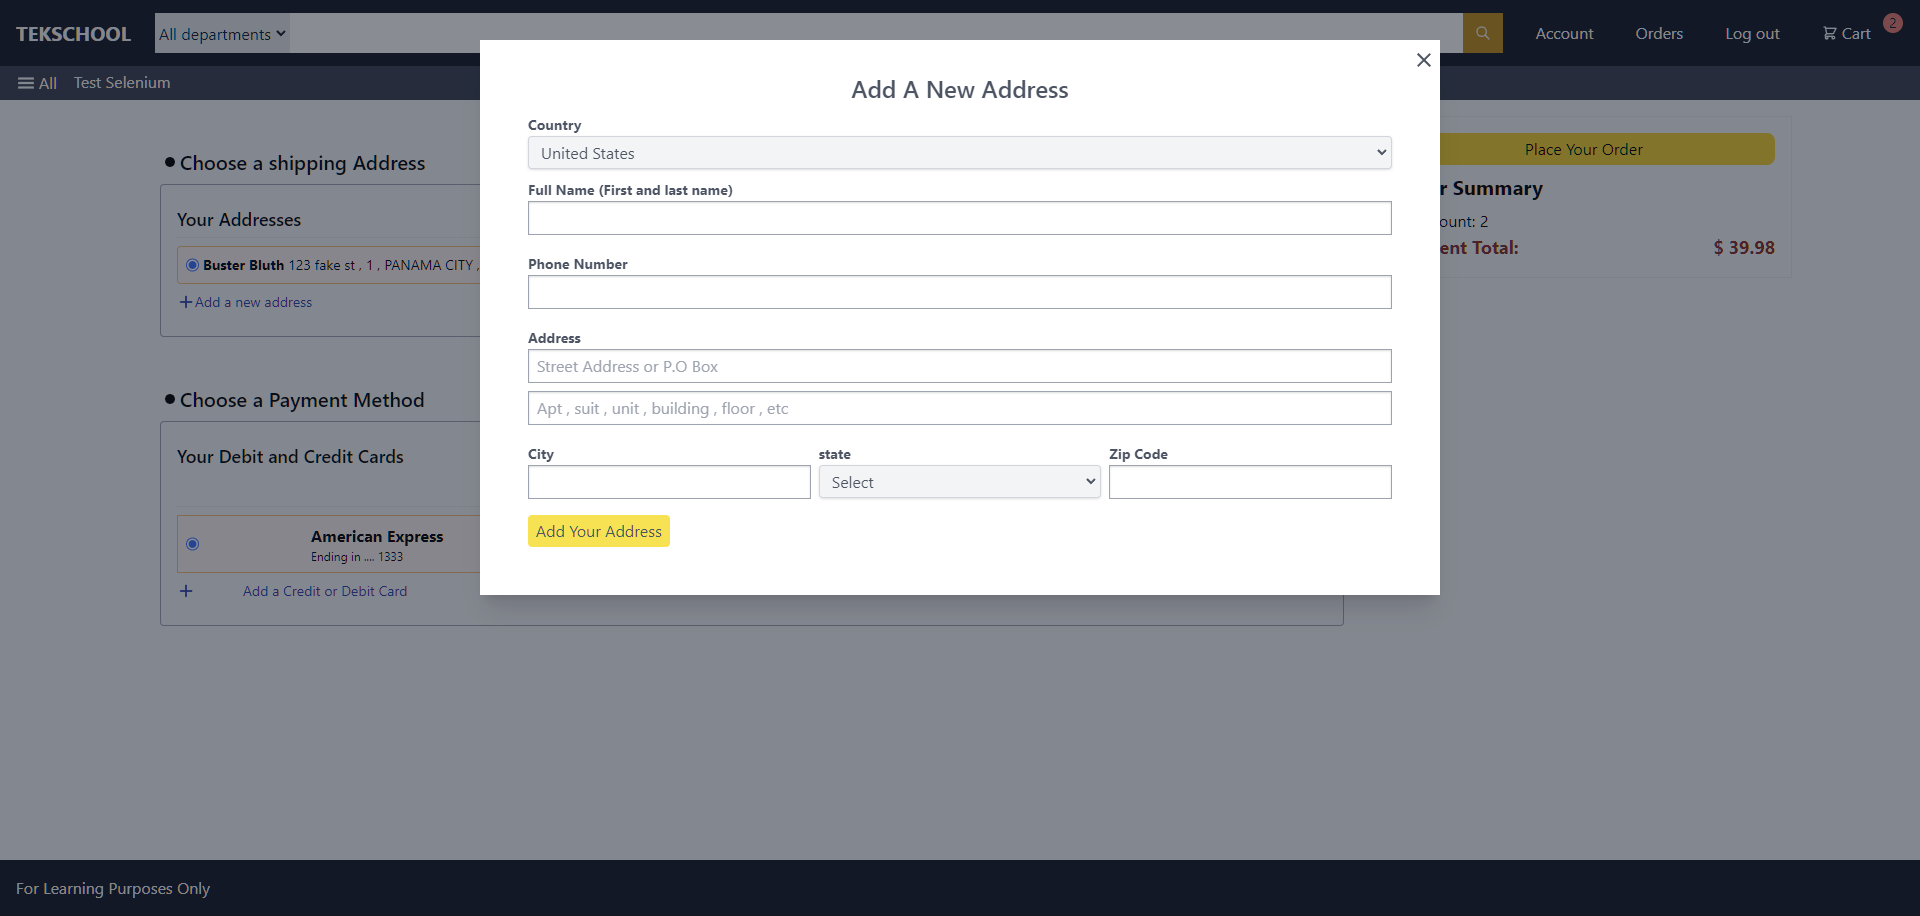 TEKSCHOOL
All departments
Account
Orders
Log out
Cart
2
All
Test Selenium
Add A New Address
Country
United States
Full Name (First and last name)
Phone Number
Address
Street Address or P.O Box
Apt , suit , unit , building , floor , etc
City
state
Zip Code
Select
Add Your Address
Choose a shipping Address
Your Addresses
Buster Bluth 123 fake st , 1 , PANAMA CITY ,
Add a new address
Choose a Payment Method
Your Debit and Credit Cards
American Express
Ending in .... 1333
Add a Credit or Debit Card
Place Your Order
r Summary
ount: 2
ent Total:
$ 39.98
For Learning Purposes Only